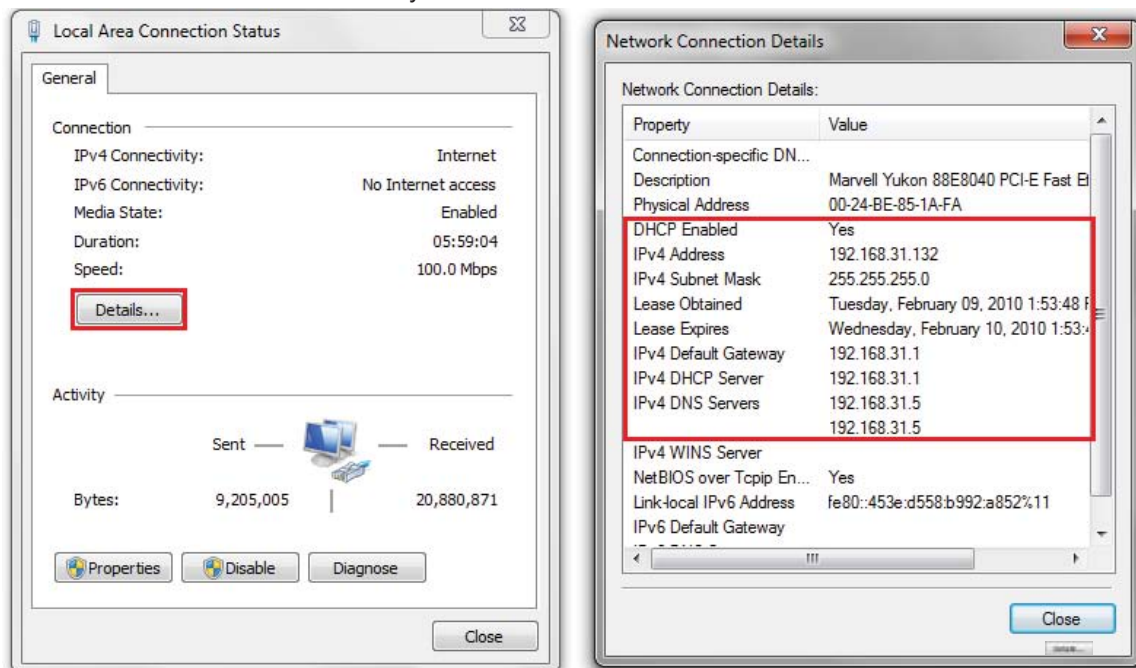 Local Area Connection Status
General
Connection
IPv4 Connectivity: Internet
IPv6 Connectivity: No Internet access
Media State: Enabled
Duration: 05:59:04
Speed: 100.0 Mbps
Details...
Activity
Sent Received
Bytes: 9,205,005 20,880,871
Properties Disable Diagnose
Close
Network Connection Details
Network Connection Details:
Property Value
Connection-specific DN...
Description Marvell Yukon 88E8040 PCI-E Fast
Physical Address 00-24-BE-85-1A-FA
DHCP Enabled Yes
IPv4 Address 192.168.31.132
IPv4 Subnet Mask 255.255.255.0
Lease Obtained Tuesday, February 09, 2010 1:53:48
Lease Expires Wednesday, February 10, 2010 1:53:
IPv4 Default Gateway 192.168.31.1
IPv4 DHCP Server 192.168.31.1
IPv4 DNS Servers 192.168.31.5
192.168.31.5
IPv4 WINS Server
NetBIOS over Tcpip En... Yes
Link-local IPv6 Address fe80::453e:d558:b992:a852%11
IPv6 Default Gateway
Close